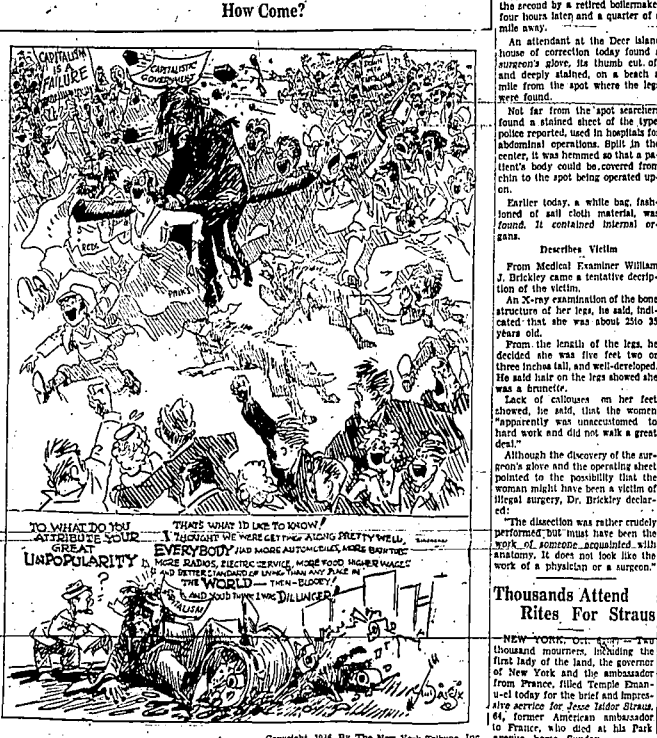 How Come?
CAPITALISM
IS A
FAILURE
CAPITALISTIC
GOVERNMENT
DOWN
REDS
PINKS
TO WHAT DO YOU
ATTRIBUTE YOUR
GREAT
UNPOPULARITY
?
THAT'S WHAT I'D LIKE TO KNOW!
I THOUGHT WE WERE GETTING ALONG PRETTY WELL,
EVERYBODY HAD MORE AUTOMOBILES, MORE BATHTUBS
MORE RADIOS, ELECTRIC SERVICE, MORE FOOD HIGHER WAGES
AND BETTER STANDARD OF LIVING THAN ANY PLACE IN
THE WORLD — THEN — BLOOEY!
AND YOU'D THINK I WAS DILLINGER!
Copyright, By The New York Tribune, Inc.
the second by a retired boilermake
four hours later, and a quarter of
mile away.
An attendant at the Deer Islan
house of correction today found
surgeon's glove, its thumb cut of
and deeply stained, on a beach a
mile from the spot where the leg
were found.
Not far from the spot searcher
found a stained sheet of the type
police reported, used in hospitals fo
abdominal operations. Split in the
center, it was hemmed so that a pa
tient's body could be covered from
chin to the spot being operated up-
on.
Earlier today, a white bag, fash-
ioned of sail cloth material, was
found. It contained internal or-
gans.
Describes Victim
From Medical Examiner William
J. Brickley came a tentative decrip-
tion of the victim.
An X-ray examination of the bone
structure of her legs, he said, indi-
cated that she was about 25 to 35
years old.
From the length of the legs, he
decided she was five feet two or
three inches tall, and well-developed.
He said hair on the legs showed she
was a brunette.
Lack of callouses on her feet
showed, he said, that the women
"apparently was unaccustomed to
hard work and did not walk a great
deal."
Although the discovery of the sur-
geon's glove and the operating sheet
pointed to the possibility that the
woman might have been a victim of
illegal surgery, Dr. Brickley declar-
ed:
"The dissection was rather crudely
performed but must have been the
work of someone acquainted with
anatomy. It does not look like the
work of a physician or a surgeon."
Thousands Attend
Rites For Straus
NEW YORK, Two
thousand mourners, including the
first lady of the land, the governor
of New York and the ambassador
from France, filled Temple Eman-
u-el today for the brief and impres-
sive service for Jesse Isidor Straus,
64, former American ambassador
to France, who died at his Park
avenue home Sunday